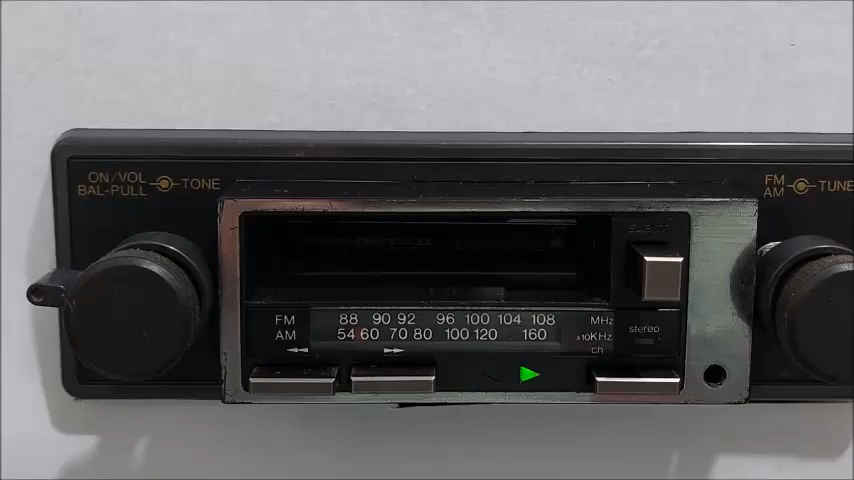 ON/VOL
BAL-PULL
TONE
FM
AM
TUNE
EJECT
FM 88 90 92 96 100 104 108 MHz
AM 54 60 70 80 100 120 160 x10KHz
ch
stereo